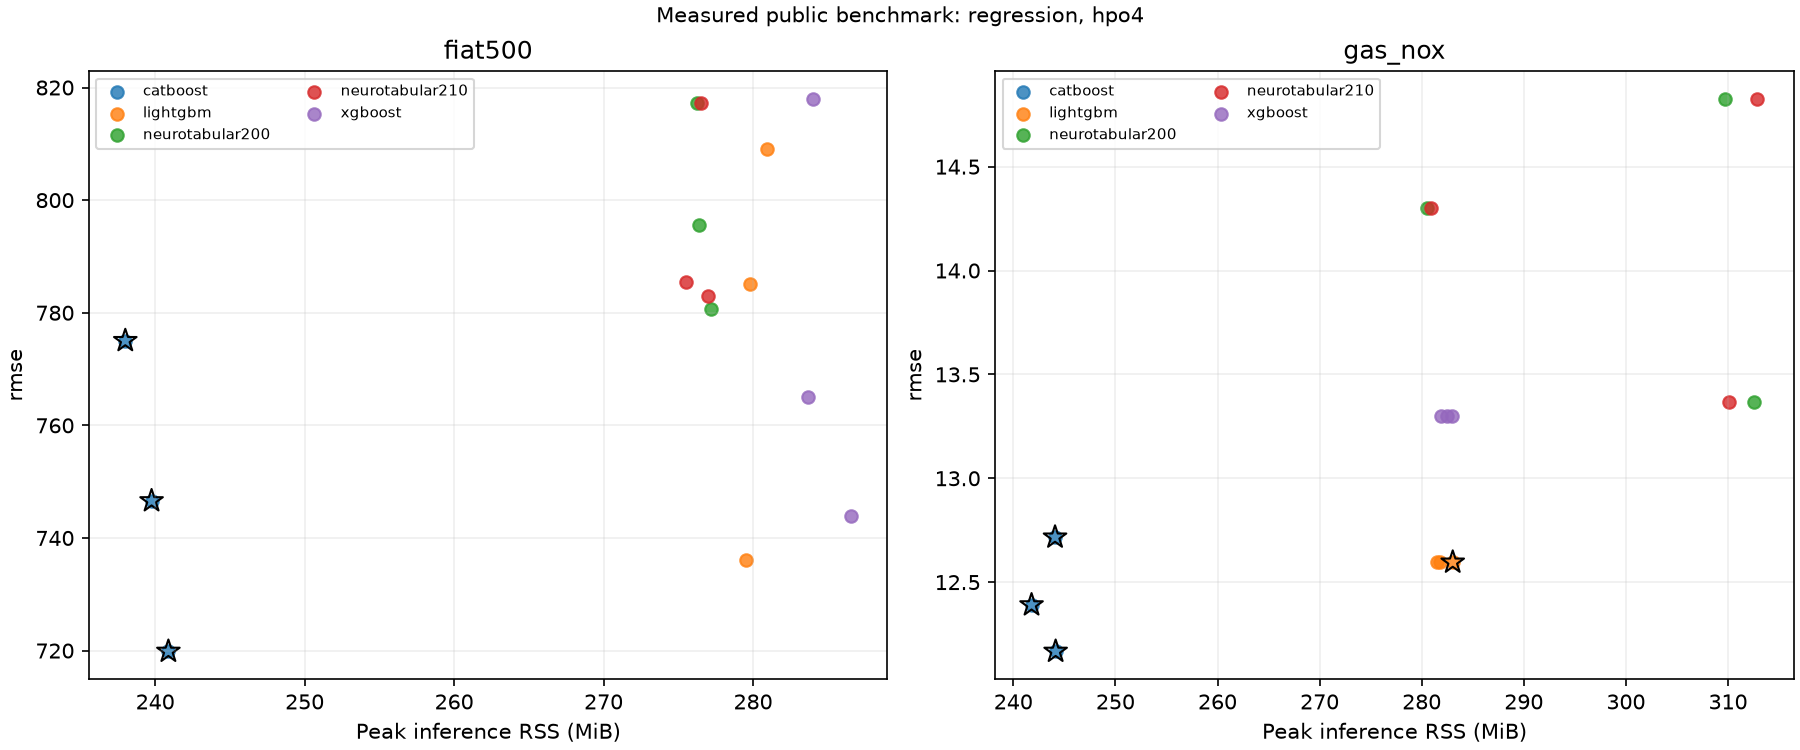 Measured public benchmark: regression, hpo4
fiat500
catboost
lightgbm
neurotabular200
neurotabular210
xgboost
820
800
780
760
740
720
rmse
240
250
260
270
280
Peak inference RSS (MiB)
gas_nox
catboost
lightgbm
neurotabular200
neurotabular210
xgboost
14.5
14.0
13.5
13.0
12.5
rmse
240
250
260
270
280
290
300
310
Peak inference RSS (MiB)